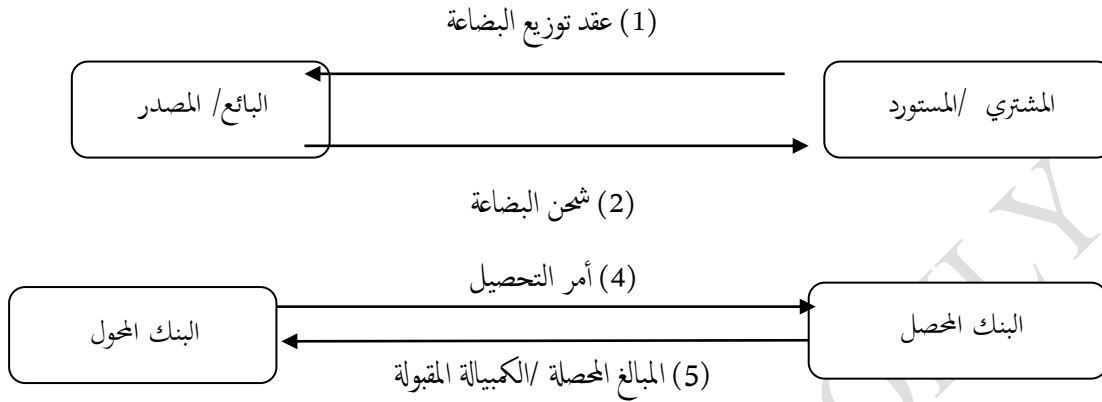 (1) عقد توزيع البضاعة
المشتري /المستورد
البائع/ المصدر
(2) شحن البضاعة
(4) أمر التحصيل
البنك المحصل
البنك المحول
(5) المبالغ المحصلة /الكمبيالة المقبولة